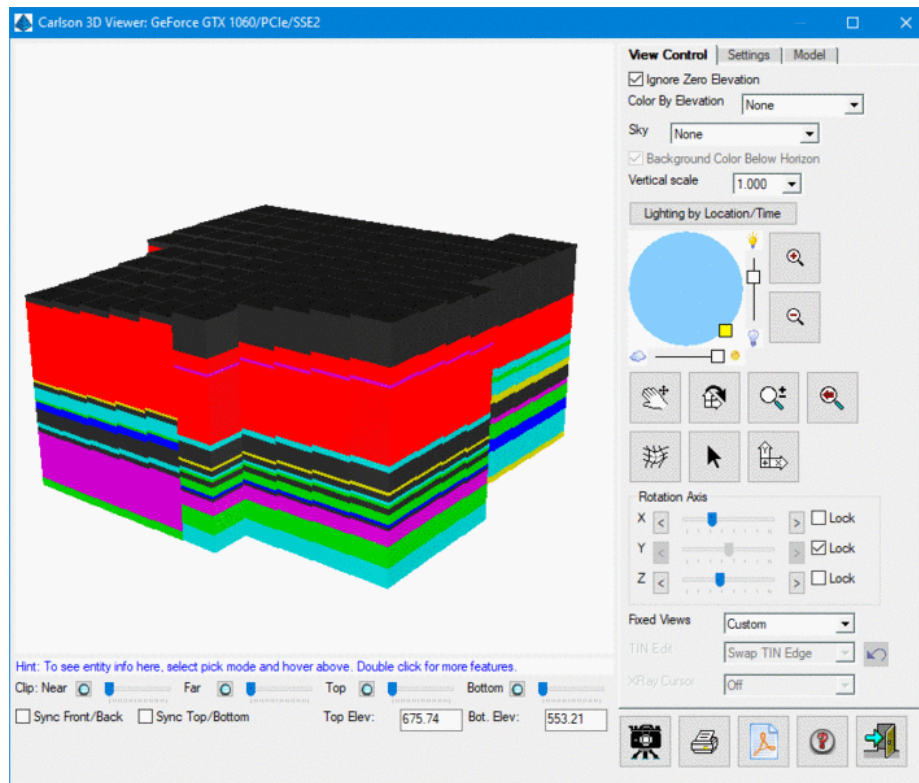 Carlson 3D Viewer: GeForce GTX 1060/PCIe/SSE2
View Control Settings Model
Ignore Zero Elevation
Color By Elevation None
Sky None
Background Color Below Horizon
Vertical scale 1.000
Lighting by Location/Time
Rotation Axis
X < > Lock
Y < > Lock
Z < > Lock
Fixed Views Custom
TIN Edit Swap TIN Edge
XRay Cursor Off
Hint: To see entity info here, select pick mode and hover above. Double click for more features.
Clip: Near Far Top Bottom
Sync Front/Back Sync Top/Bottom Top Elev: 675.74 Bot. Elev: 553.21